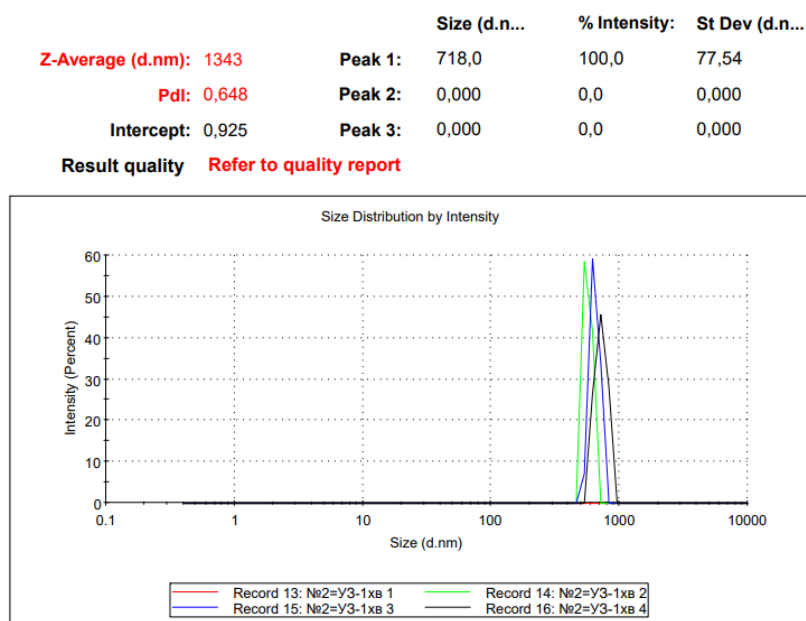 Size (d.n... % Intensity: St Dev (d.n...
Z-Average (d.nm): 1343 Peak 1: 718,0 100,0 77,54
PdI: 0,648 Peak 2: 0,000 0,0 0,000
Intercept: 0,925 Peak 3: 0,000 0,0 0,000
Result quality Refer to quality report
Size Distribution by Intensity
60
50
40
30
20
10
0
Intensity (Percent)
0.1 1 10 100 1000 10000
Size (d.nm)
Record 13: №2=УЗ-1хв 1 Record 14: №2=УЗ-1хв 2
Record 15: №2=УЗ-1хв 3 Record 16: №2=УЗ-1хв 4